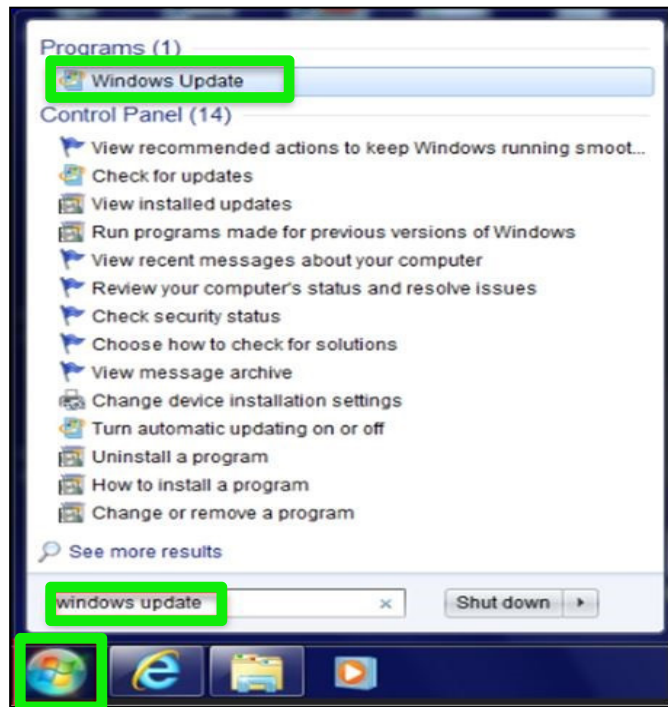 Programs (1)
Windows Update
Control Panel (14)
View recommended actions to keep Windows running smoot...
Check for updates
View installed updates
Run programs made for previous versions of Windows
View recent messages about your computer
Review your computer's status and resolve issues
Check security status
Choose how to check for solutions
View message archive
Change device installation settings
Turn automatic updating on or off
Uninstall a program
How to install a program
Change or remove a program
See more results
windows update Shut down